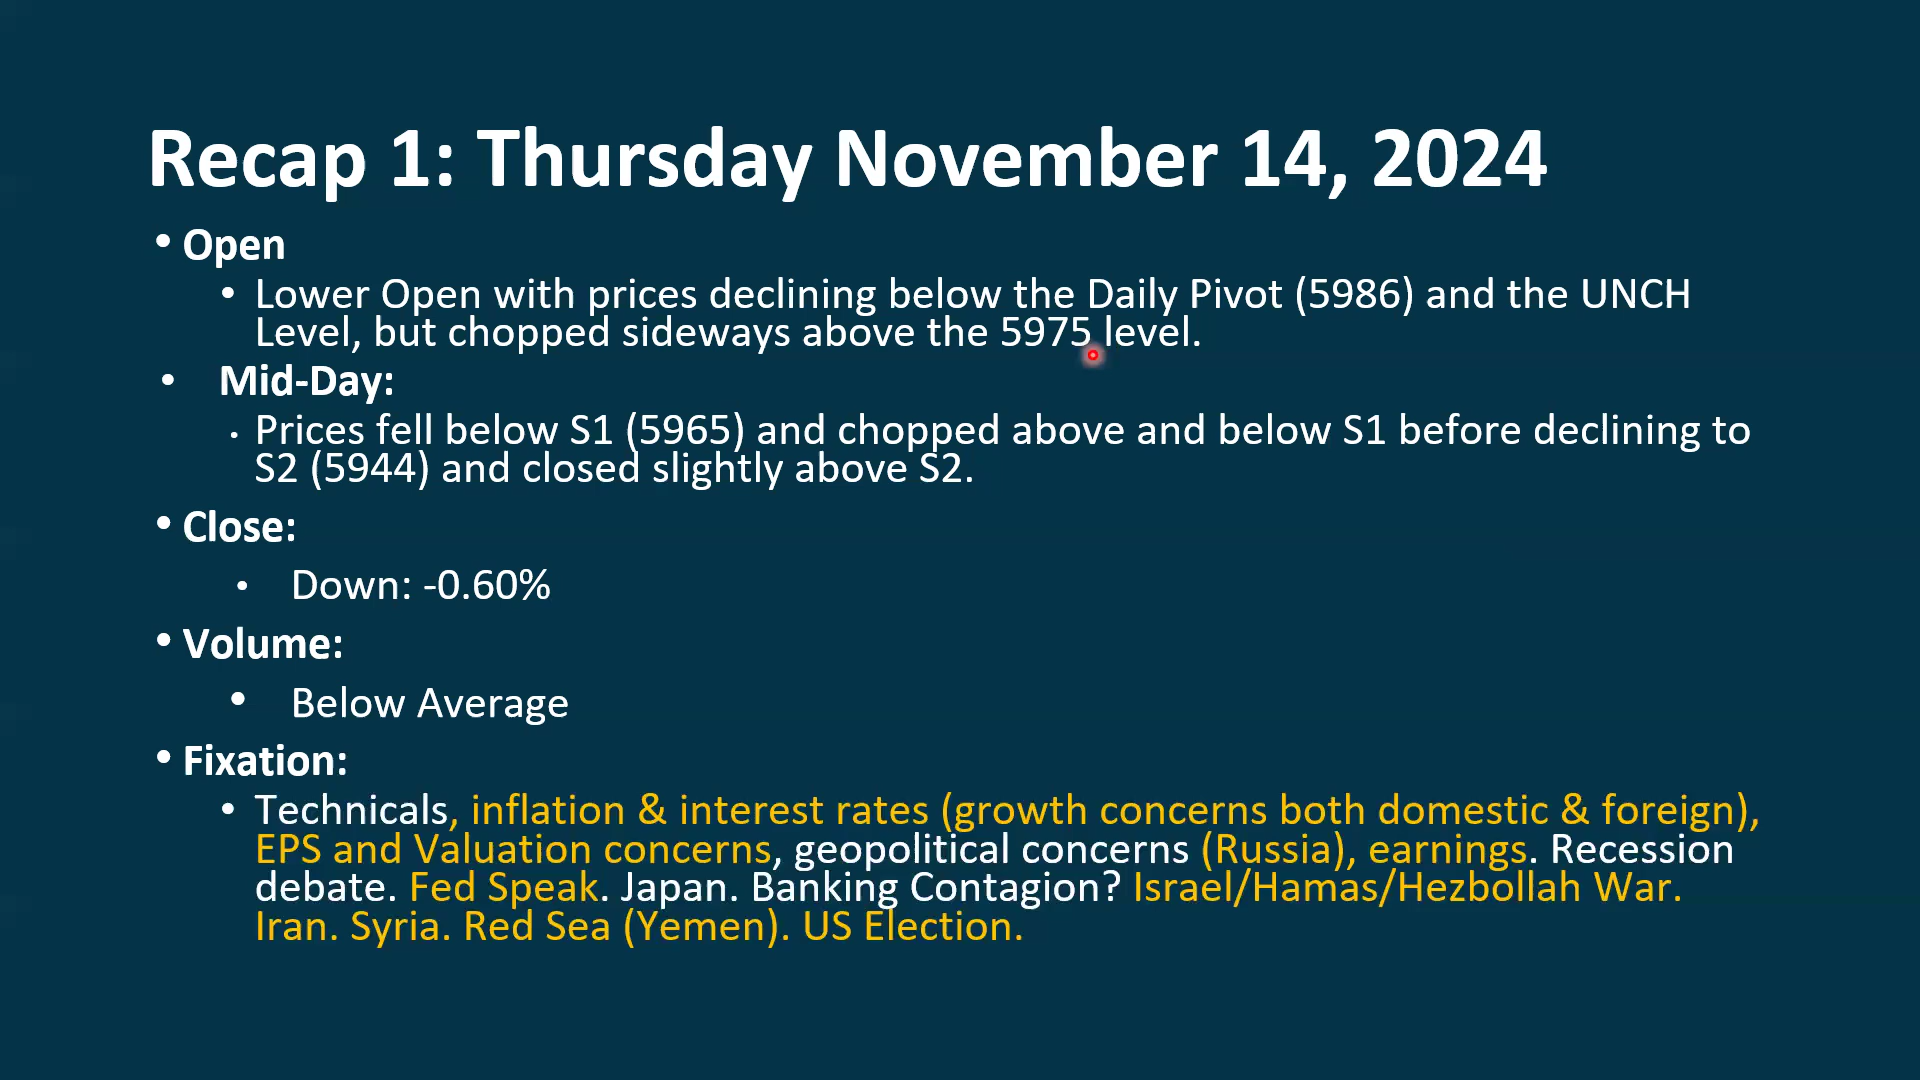 Recap 1: Thursday November 14, 2024
• Open
• Lower Open with prices declining below the Daily Pivot (5986) and the UNCH
Level, but chopped sideways above the 5975 level.
• Mid-Day:
• Prices fell below S1 (5965) and chopped above and below S1 before declining to
S2 (5944) and closed slightly above S2.
• Close:
• Down: -0.60%
• Volume:
• Below Average
• Fixation:
• Technicals, inflation & interest rates (growth concerns both domestic & foreign),
EPS and Valuation concerns, geopolitical concerns (Russia), earnings. Recession
debate. Fed Speak. Japan. Banking Contagion? Israel/Hamas/Hezbollah War.
Iran. Syria. Red Sea (Yemen). US Election.